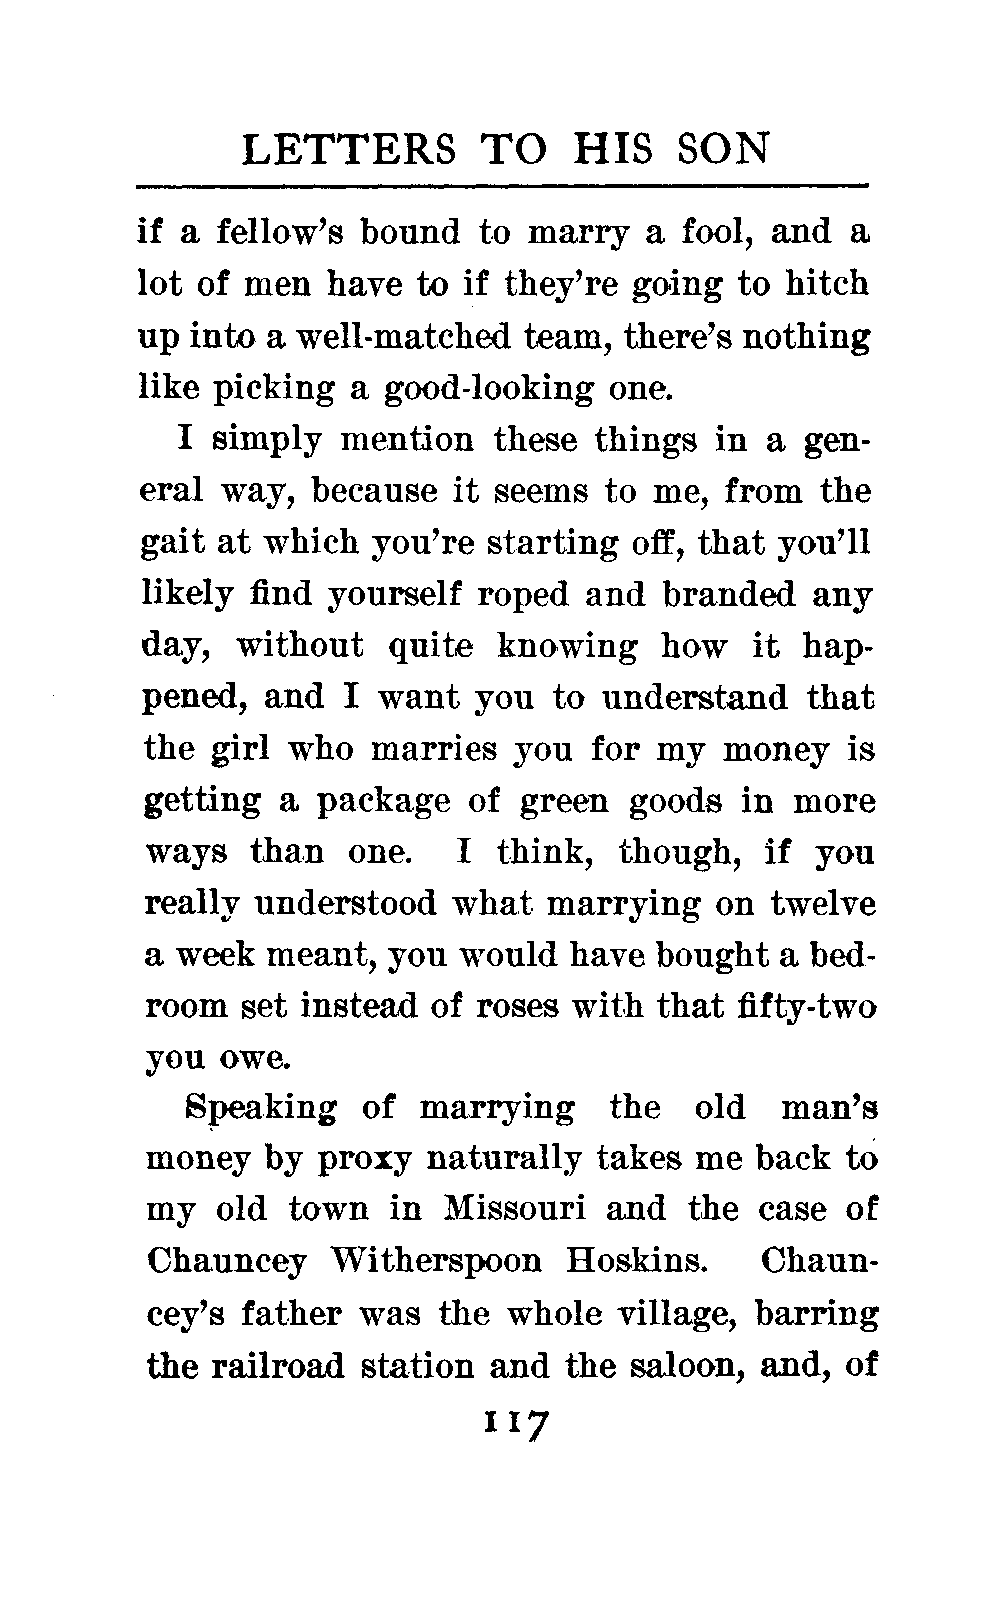 LETTERS TO HIS SON
if a fellow's bound to marry a fool, and a
lot of men have to if they're going to hitch
up into a well-matched team, there's nothing
like picking a good-looking one.
I simply mention these things in a gen-
eral way, because it seems to me, from the
gait at which you're starting off, that you'll
likely find yourself roped and branded any
day, without quite knowing how it hap-
pened, and I want you to understand that
the girl who marries you for my money is
getting a package of green goods in more
ways than one. I think, though, if you
really understood what marrying on twelve
a week meant, you would have bought a bed-
room set instead of roses with that fifty-two
you owe.
Speaking of marrying the old man's
money by proxy naturally takes me back to
my old town in Missouri and the case of
Chauncey Witherspoon Hoskins. Chaun-
cey's father was the whole village, barring
the railroad station and the saloon, and, of
117